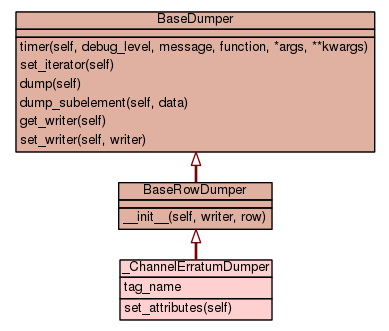 BaseDumper
timer(self, debug_level, message, function, *args, **kwargs)
set_iterator(self)
dump(self)
dump_subelement(self, data)
get_writer(self)
set_writer(self, writer)
BaseRowDumper
__init__(self, writer, row)
_ChannelErratumDumper
tag_name
set_attributes(self)